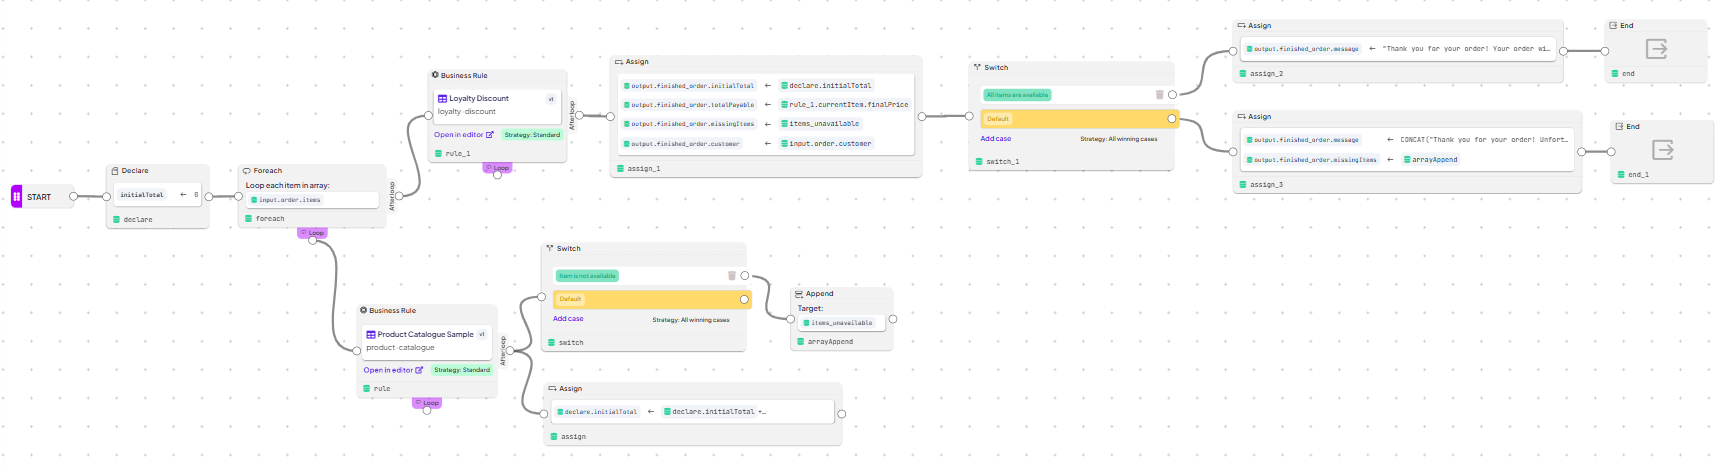 START
Declare
initialTotal ← 0
declare
Foreach
Loop each item in array:
input.order.items
foreach
Loop
After loop
Business Rule
Loyalty Discount v1
loyalty-discount
Open in editor Strategy: Standard
rule_1
Loop
After loop
Assign
output.finished_order.initialTotal ← declare.initialTotal
output.finished_order.totalPayable ← rule_1.currentItem.finalPrice
output.finished_order.missingItems ← items_unavailable
output.finished_order.customer ← input.order.customer
assign_1
Switch
All items are available
Default
Add case Strategy: All winning cases
switch_1
Assign
output.finished_order.message ← "Thank you for your order! Your order wi…
assign_2
End
end
Assign
output.finished_order.message ← CONCAT("Thank you for your order! Unfort…
output.finished_order.missingItems ← arrayAppend
assign_3
End
end_1
Business Rule
Product Catalogue Sample v1
product-catalogue
Open in editor Strategy: Standard
rule
Loop
After loop
Switch
Item is not available
Default
Add case Strategy: All winning cases
switch
Append
Target:
items_unavailable
arrayAppend
Assign
declare.initialTotal ← declare.initialTotal +…
assign